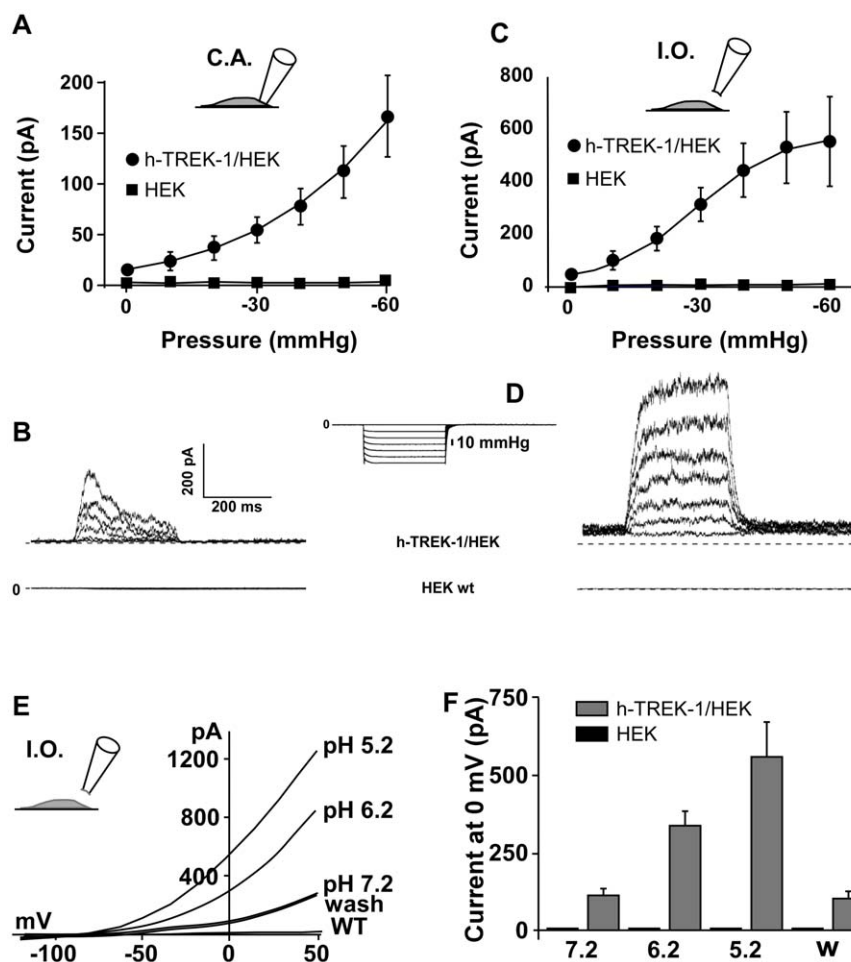 A
C.A.
200
150
100
50
0
Current (pA)
h-TREK-1/HEK
HEK
0
-30
-60
Pressure (mmHg)
C
I.O.
800
600
400
200
0
Current (pA)
h-TREK-1/HEK
HEK
0
-30
-60
Pressure (mmHg)
B
200 pA
200 ms
0
0
10 mmHg
h-TREK-1/HEK
HEK wt
D
E
I.O.
pA
1200
800
400
pH 5.2
pH 6.2
pH 7.2
wash
WT
mV
-100
-50
0
50
F
750
500
250
0
Current at 0 mV (pA)
h-TREK-1/HEK
HEK
7.2
6.2
5.2
W